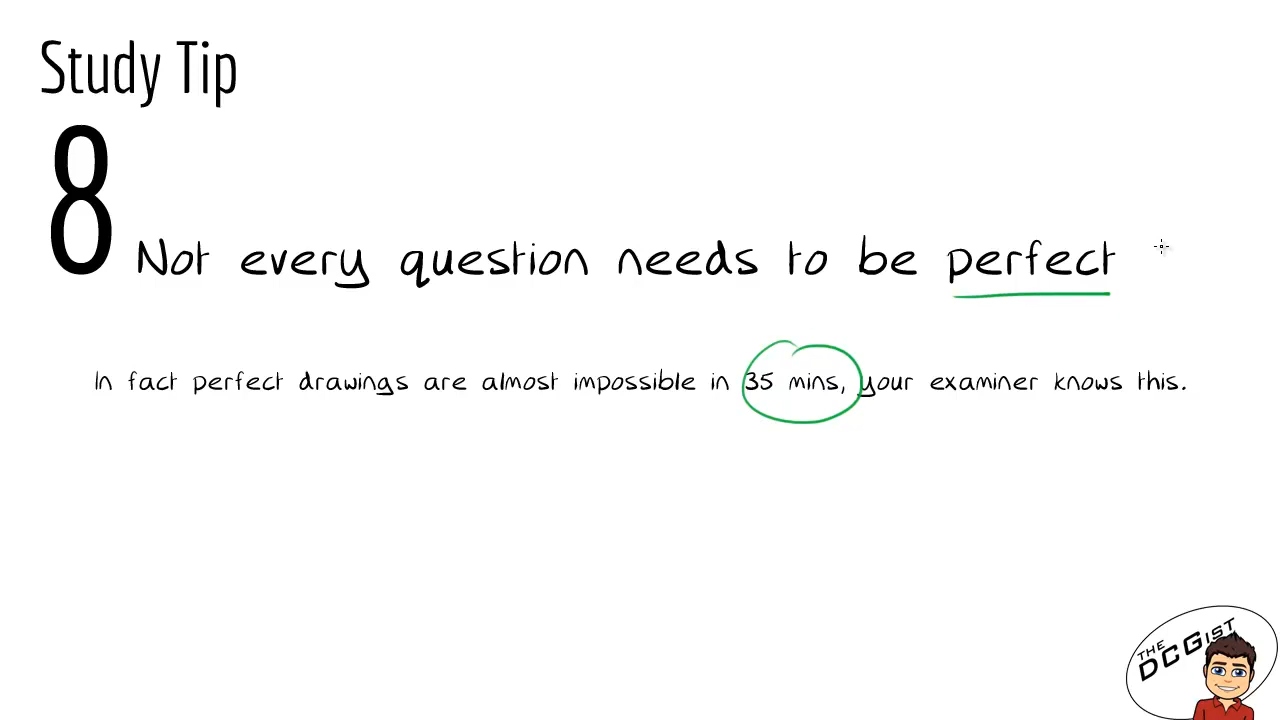 Study Tip
8
Not every question needs to be perfect
In fact perfect drawings are almost impossible in 35 mins, your examiner knows this.
THE
DCGIST